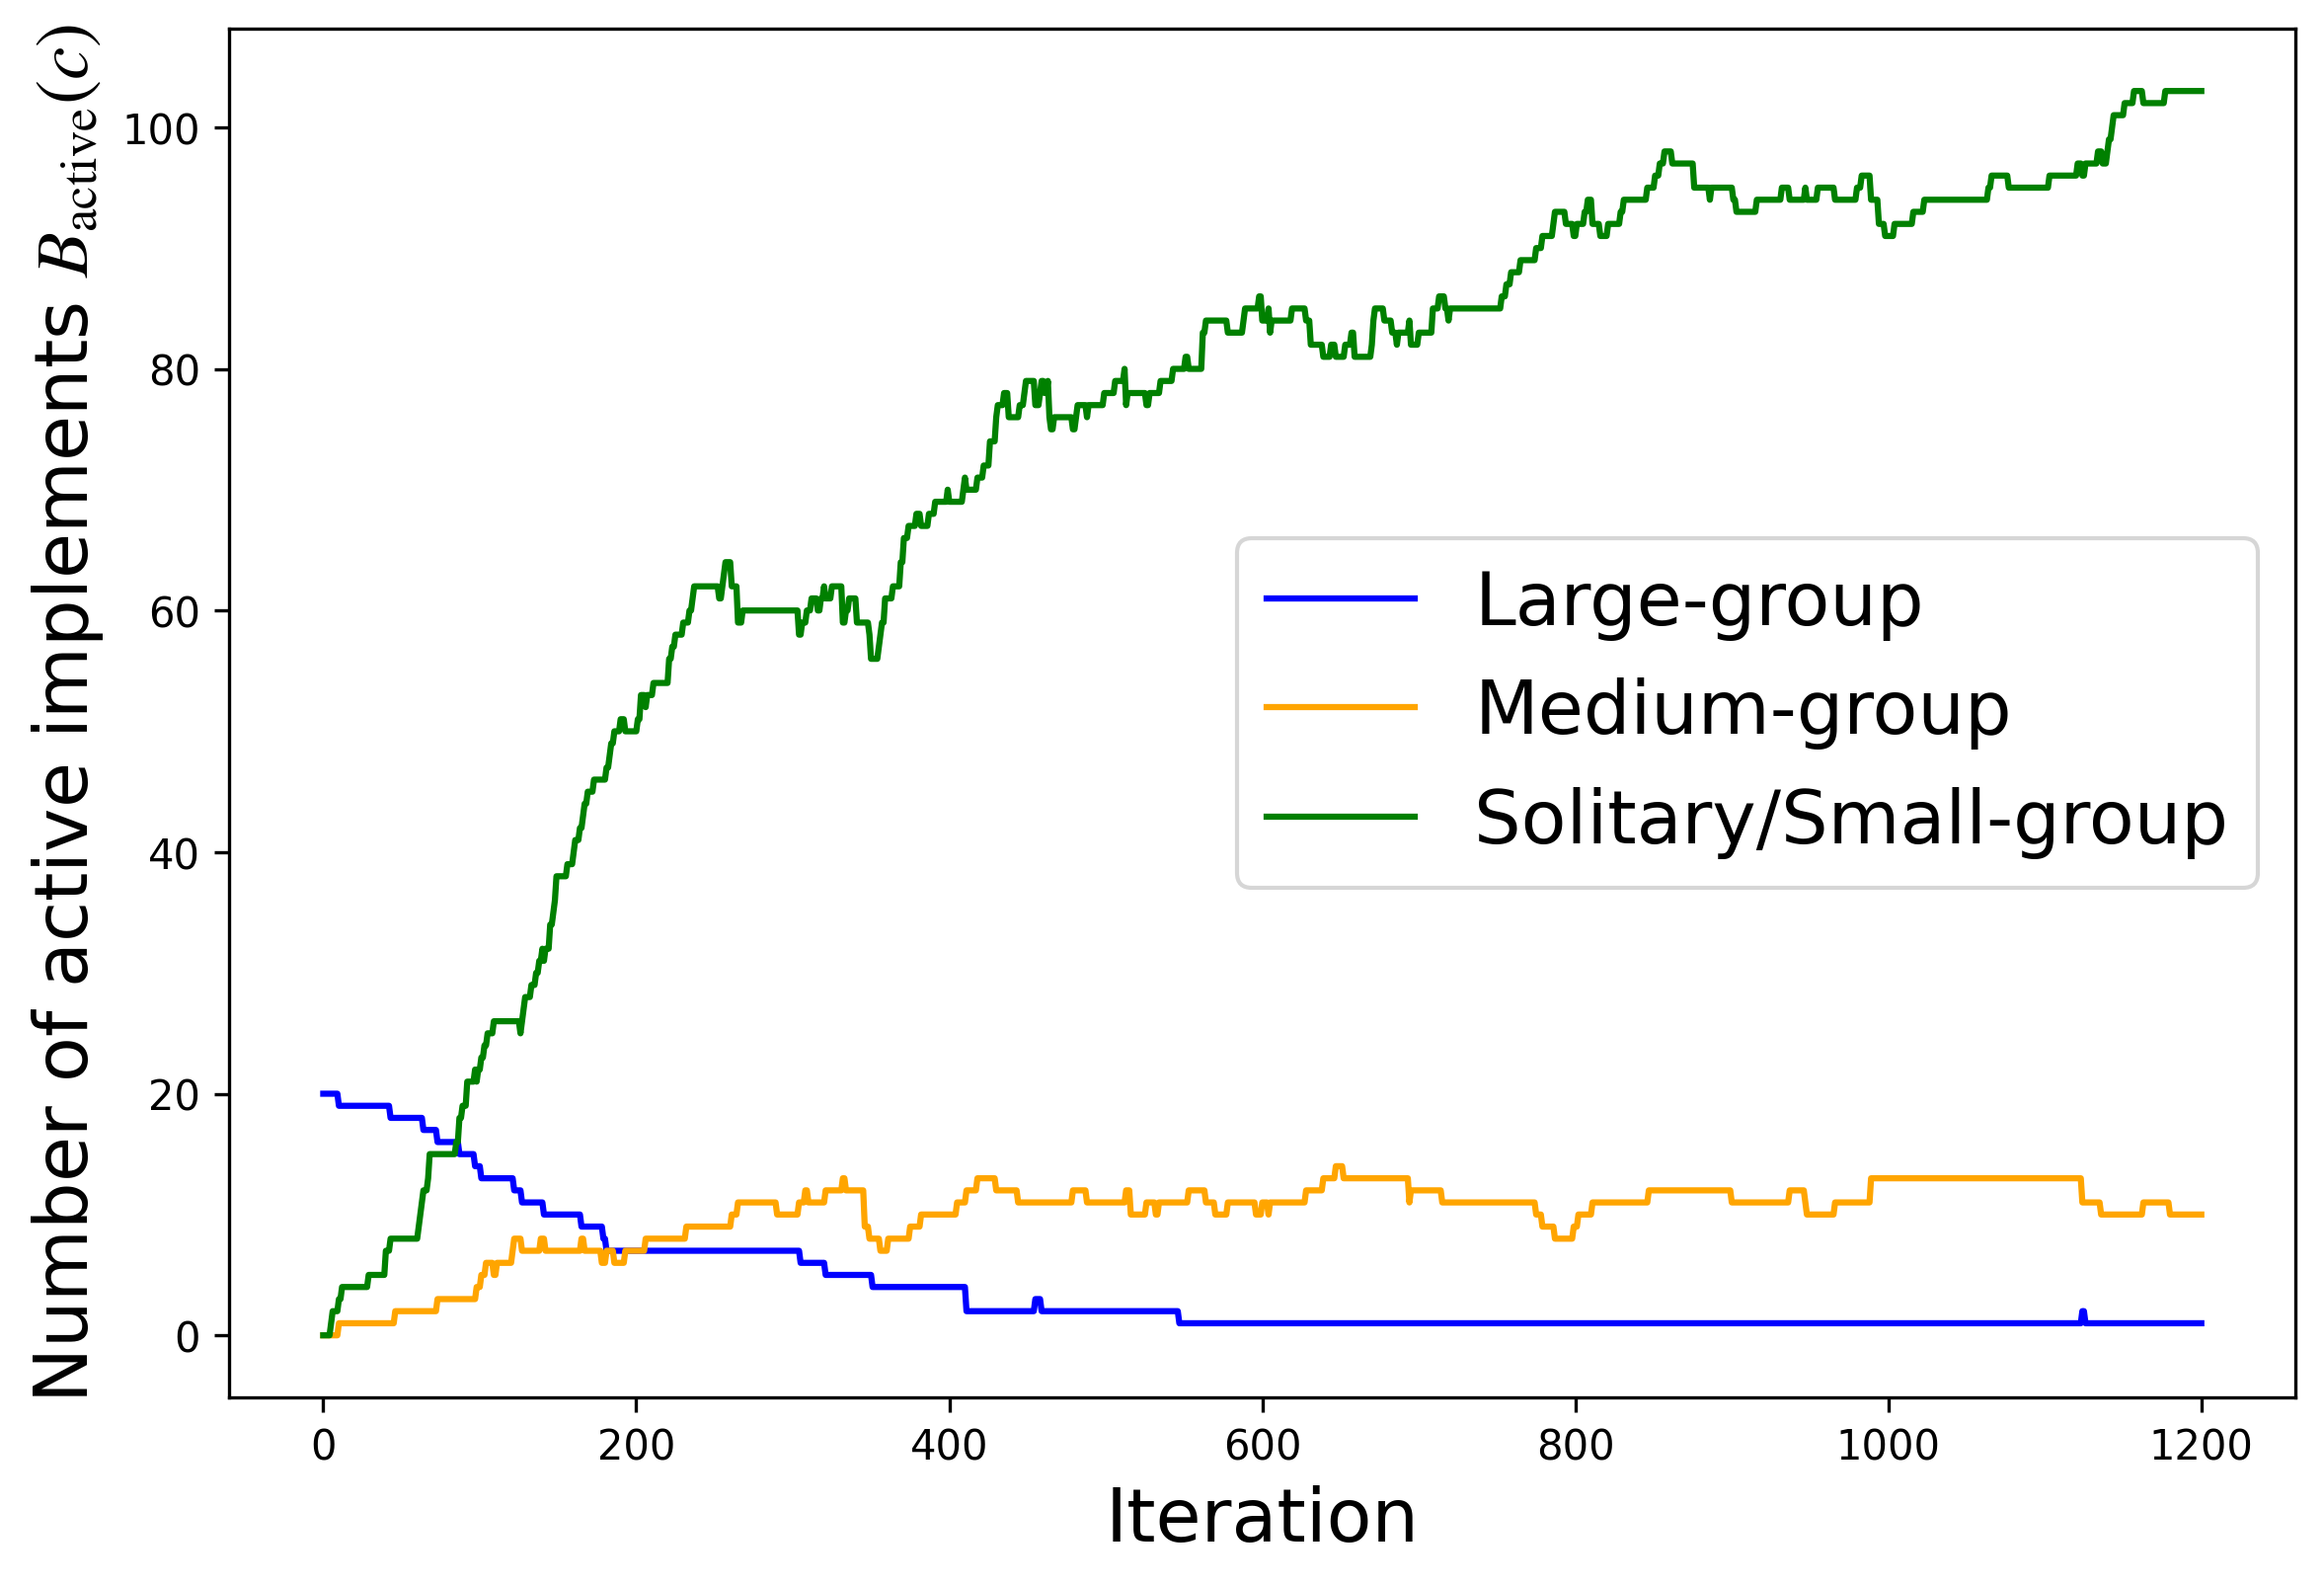 Number of active implements B_active(c)
100
80
60
40
20
0
Large-group
Medium-group
Solitary/Small-group
0 200 400 600 800 1000 1200
Iteration